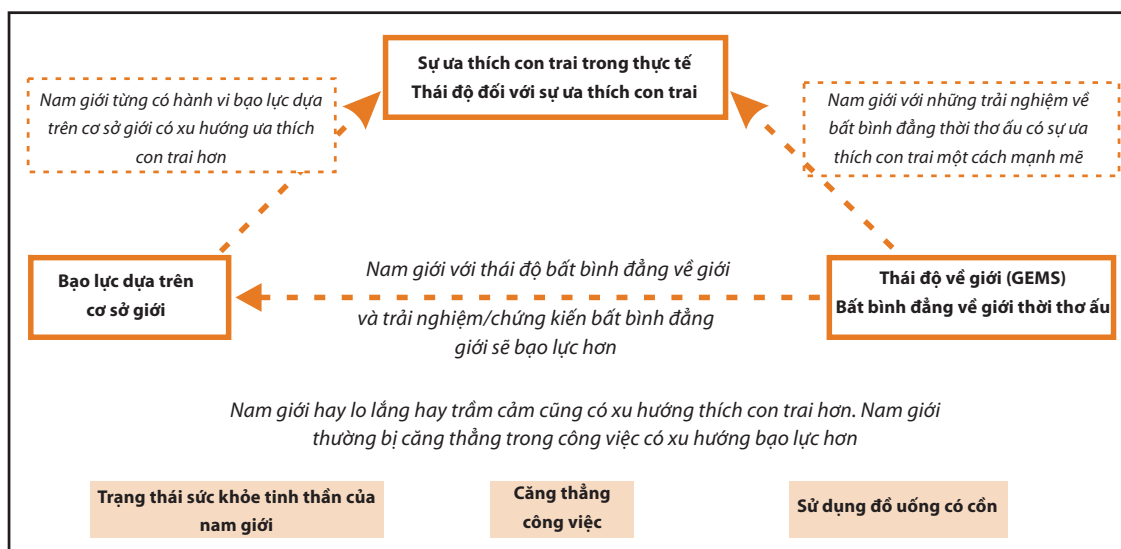 Sự ưa thích con trai trong thực tế
Thái độ đối với sự ưa thích con trai
Nam giới từng có hành vi bạo lực dựa
trên cơ sở giới có xu hướng ưa thích
con trai hơn
Nam giới với những trải nghiệm về
bất bình đẳng thời thơ ấu có sự ưa
thích con trai một cách mạnh mẽ
Bạo lực dựa trên
cơ sở giới
Nam giới với thái độ bất bình đẳng về giới
và trải nghiệm/chứng kiến bất bình đẳng
giới sẽ bạo lực hơn
Thái độ về giới (GEMS)
Bất bình đẳng về giới thời thơ ấu
Nam giới hay lo lắng hay trầm cảm cũng có xu hướng thích con trai hơn. Nam giới
thường bị căng thẳng trong công việc có xu hướng bạo lực hơn
Trạng thái sức khỏe tinh thần của
nam giới
Căng thẳng
công việc
Sử dụng đồ uống có cồn